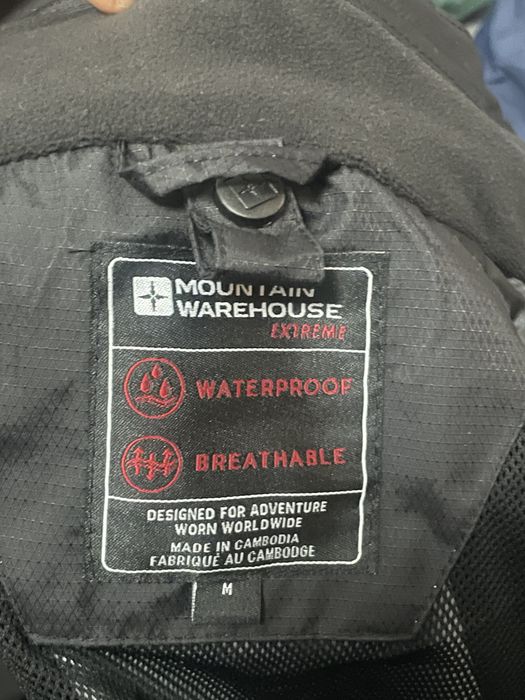 MOUNTAIN
WAREHOUSE
EXTREME
WATERPROOF
BREATHABLE
DESIGNED FOR ADVENTURE
WORN WORLDWIDE
MADE IN CAMBODIA
FABRIQUÉ AU CAMBODGE
M